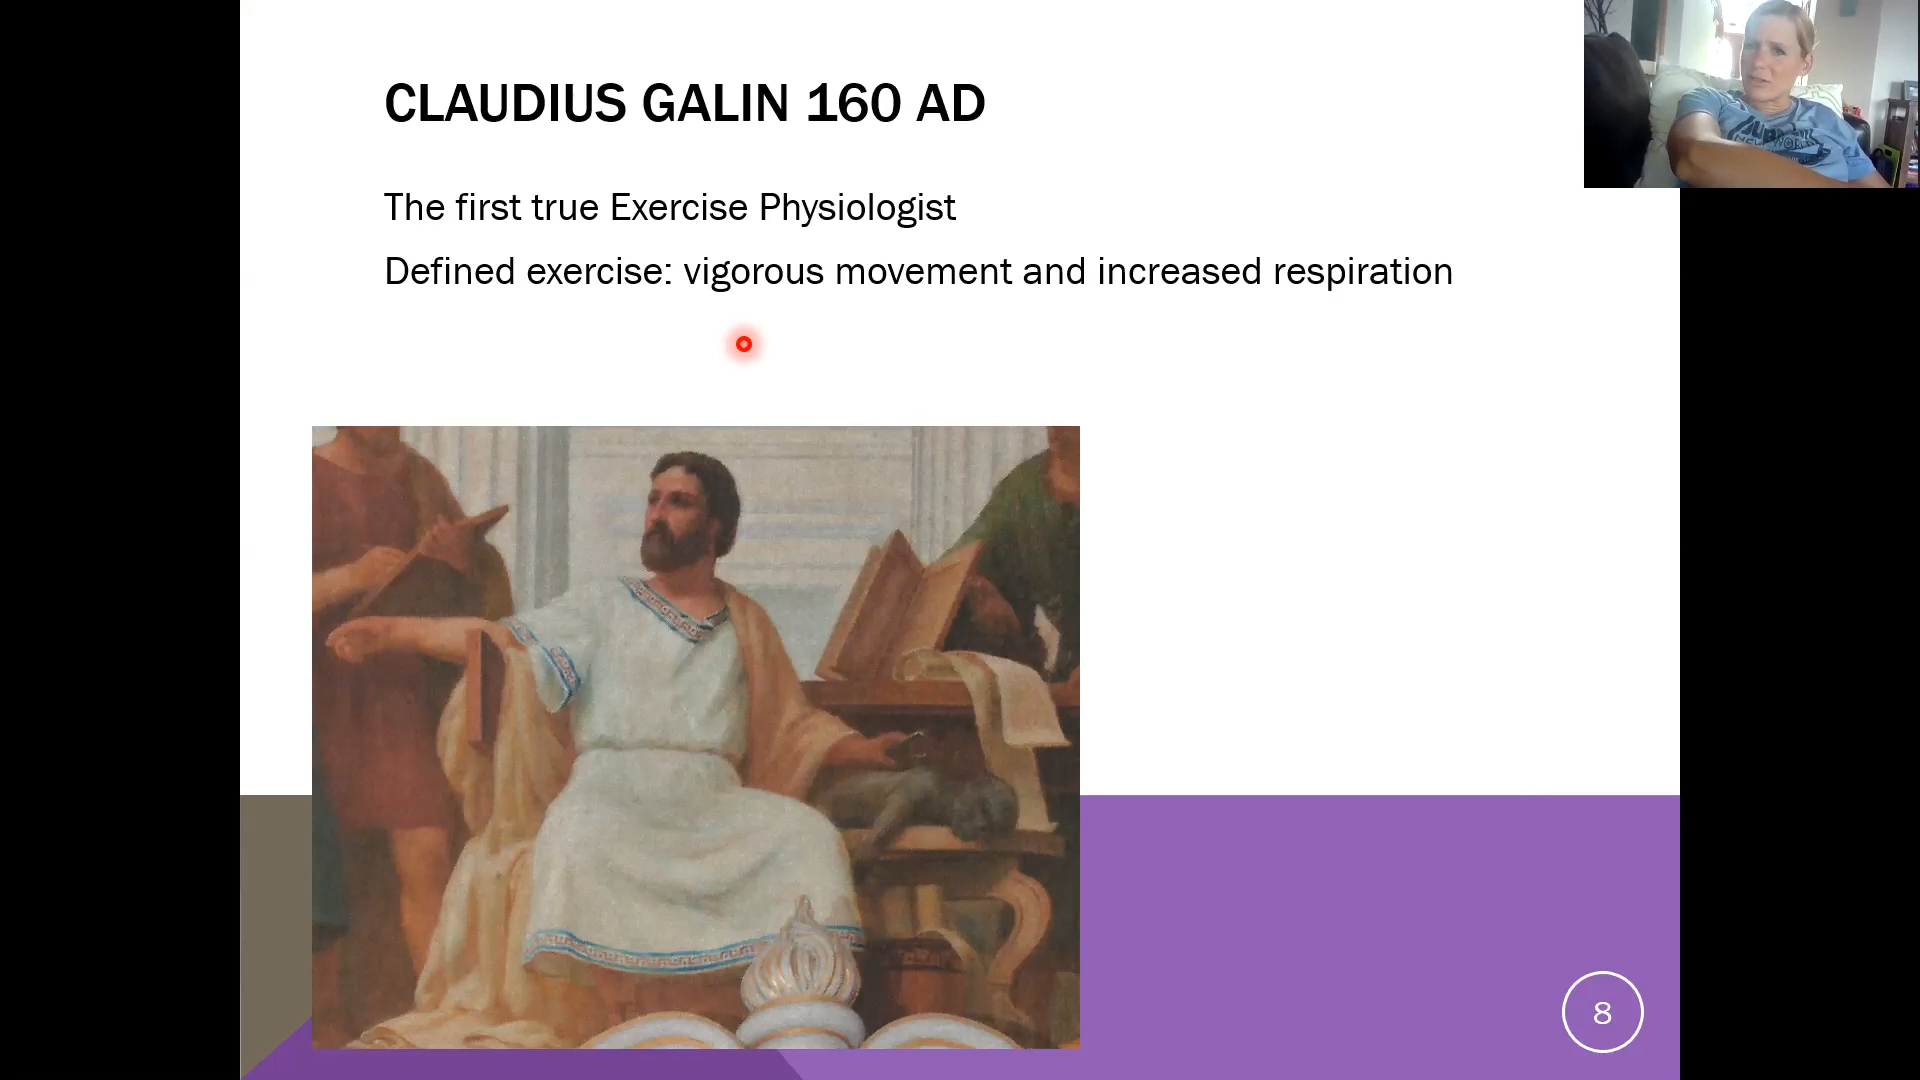 CLAUDIUS GALIN 160 AD
The first true Exercise Physiologist
Defined exercise: vigorous movement and increased respiration
8